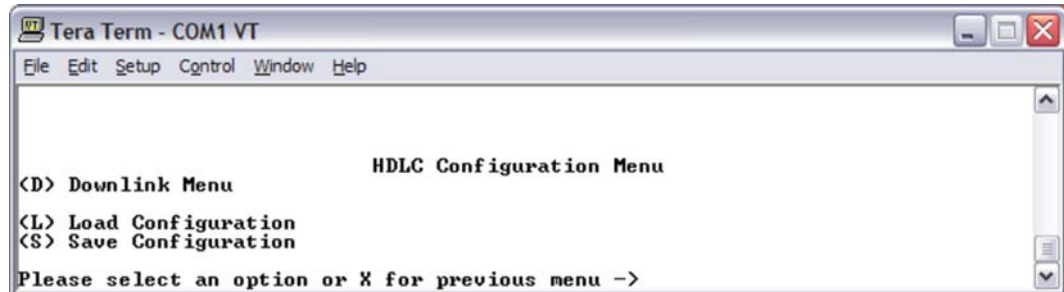 Tera Term - COM1 VT
File Edit Setup Control Window Help
HDLC Configuration Menu
(D) Downlink Menu
(L) Load Configuration
(S) Save Configuration
Please select an option or X for previous menu ->